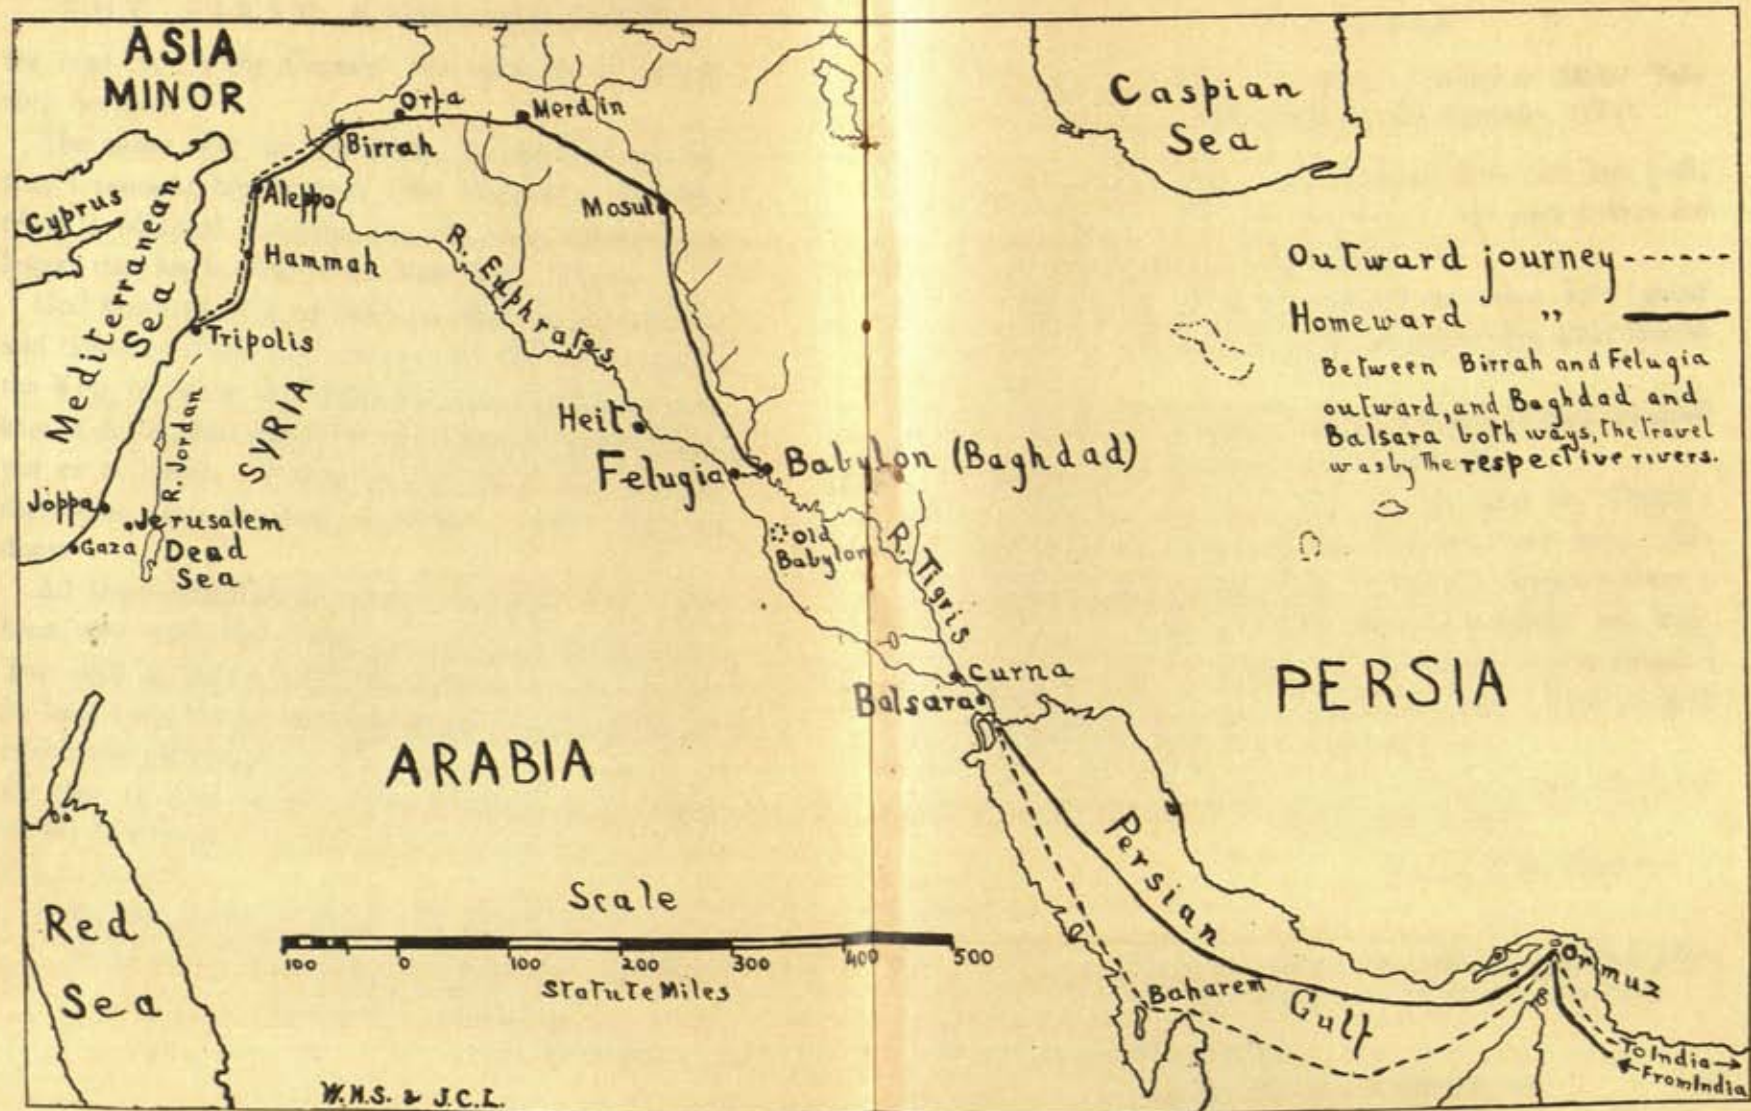 ASIA
MINOR
Orfa
Merdin
Birrah
Caspian
Sea
Cyprus
Mediterranean
Sea
Aleppo
Mosul
Hammah
R. Euphrates
Tripolis
Outward journey ------
Homeward "
Between Birrah and Felugia
outward, and Baghdad and
Balsara both ways, the travel
was by the respective rivers.
R. Jordan
SYRIA
Heit
Felugia
Babylon (Baghdad)
Joppa
Jerusalem
Gaza
Dead
Sea
Old
Babylon
R. Tigris
Curna
Balsara
PERSIA
ARABIA
Persian
Gulf
Red
Sea
Scale
100 0 100 200 300 400 500
Statute Miles
Baharem
Ormuz
To India
From India
W.H.S. & J.C.L.